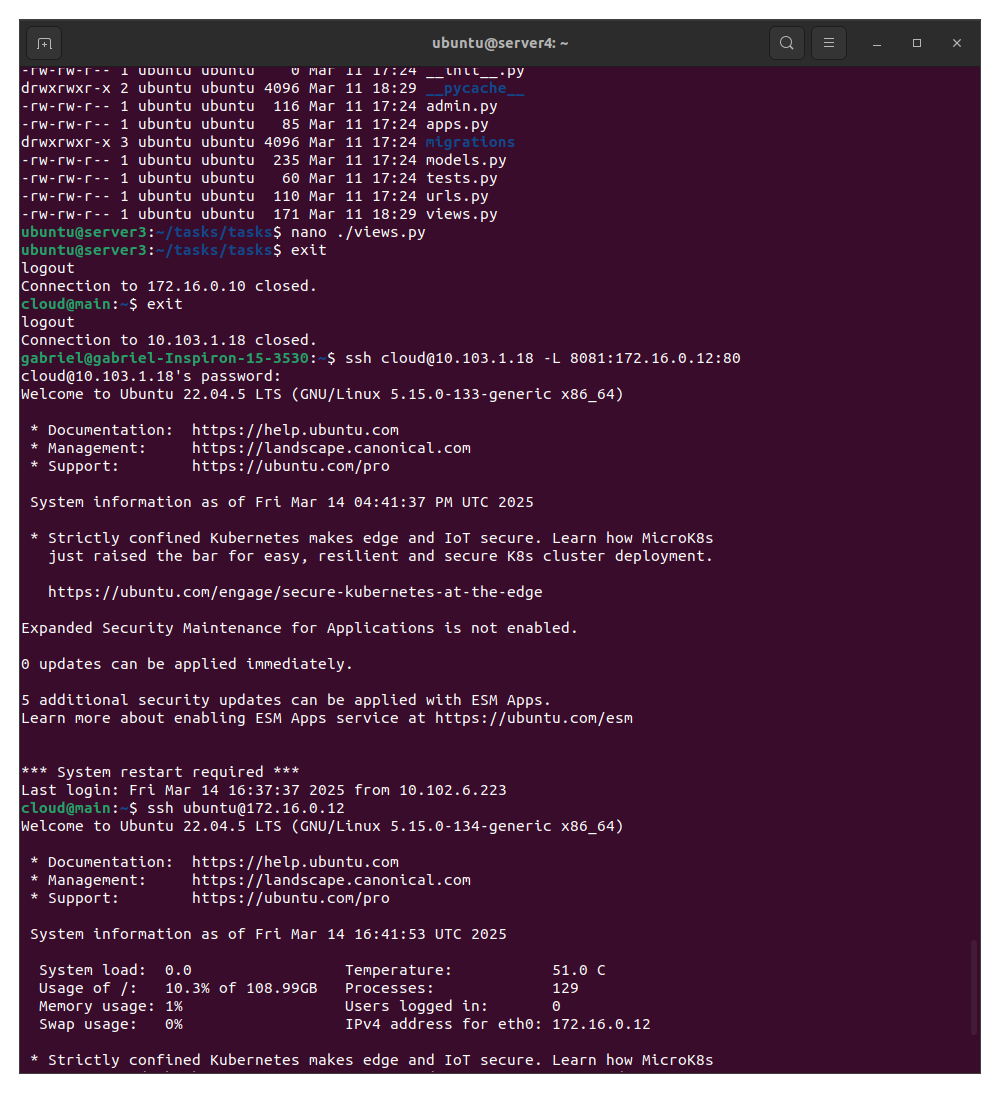 ubuntu@server4: ~
-rw-rw-r-- 1 ubuntu ubuntu    0 Mar 11 17:24 __init__.py
drwxrwxr-x 2 ubuntu ubuntu 4096 Mar 11 18:29 __pycache__
-rw-rw-r-- 1 ubuntu ubuntu  116 Mar 11 17:24 admin.py
-rw-rw-r-- 1 ubuntu ubuntu   85 Mar 11 17:24 apps.py
drwxrwxr-x 3 ubuntu ubuntu 4096 Mar 11 17:24 migrations
-rw-rw-r-- 1 ubuntu ubuntu  235 Mar 11 17:24 models.py
-rw-rw-r-- 1 ubuntu ubuntu   60 Mar 11 17:24 tests.py
-rw-rw-r-- 1 ubuntu ubuntu  110 Mar 11 17:24 urls.py
-rw-rw-r-- 1 ubuntu ubuntu  171 Mar 11 18:29 views.py
ubuntu@server3:~/tasks/tasks$ nano ./views.py
ubuntu@server3:~/tasks/tasks$ exit
logout
Connection to 172.16.0.10 closed.
cloud@main:~$ exit
logout
Connection to 10.103.1.18 closed.
gabriel@gabriel-Inspiron-15-3530:~$ ssh cloud@10.103.1.18 -L 8081:172.16.0.12:80
cloud@10.103.1.18's password:
Welcome to Ubuntu 22.04.5 LTS (GNU/Linux 5.15.0-133-generic x86_64)
 * Documentation:  https://help.ubuntu.com
 * Management:     https://landscape.canonical.com
 * Support:        https://ubuntu.com/pro
 System information as of Fri Mar 14 04:41:37 PM UTC 2025
 * Strictly confined Kubernetes makes edge and IoT secure. Learn how MicroK8s
   just raised the bar for easy, resilient and secure K8s cluster deployment.
   https://ubuntu.com/engage/secure-kubernetes-at-the-edge
Expanded Security Maintenance for Applications is not enabled.
0 updates can be applied immediately.
5 additional security updates can be applied with ESM Apps.
Learn more about enabling ESM Apps service at https://ubuntu.com/esm
*** System restart required ***
Last login: Fri Mar 14 16:37:37 2025 from 10.102.6.223
cloud@main:~$ ssh ubuntu@172.16.0.12
Welcome to Ubuntu 22.04.5 LTS (GNU/Linux 5.15.0-134-generic x86_64)
 * Documentation:  https://help.ubuntu.com
 * Management:     https://landscape.canonical.com
 * Support:        https://ubuntu.com/pro
 System information as of Fri Mar 14 16:41:53 UTC 2025
  System load:  0.0                 Temperature:           51.0 C
  Usage of /:   10.3% of 108.99GB   Processes:             129
  Memory usage: 1%                  Users logged in:       0
  Swap usage:   0%                  IPv4 address for eth0: 172.16.0.12
 * Strictly confined Kubernetes makes edge and IoT secure. Learn how MicroK8s